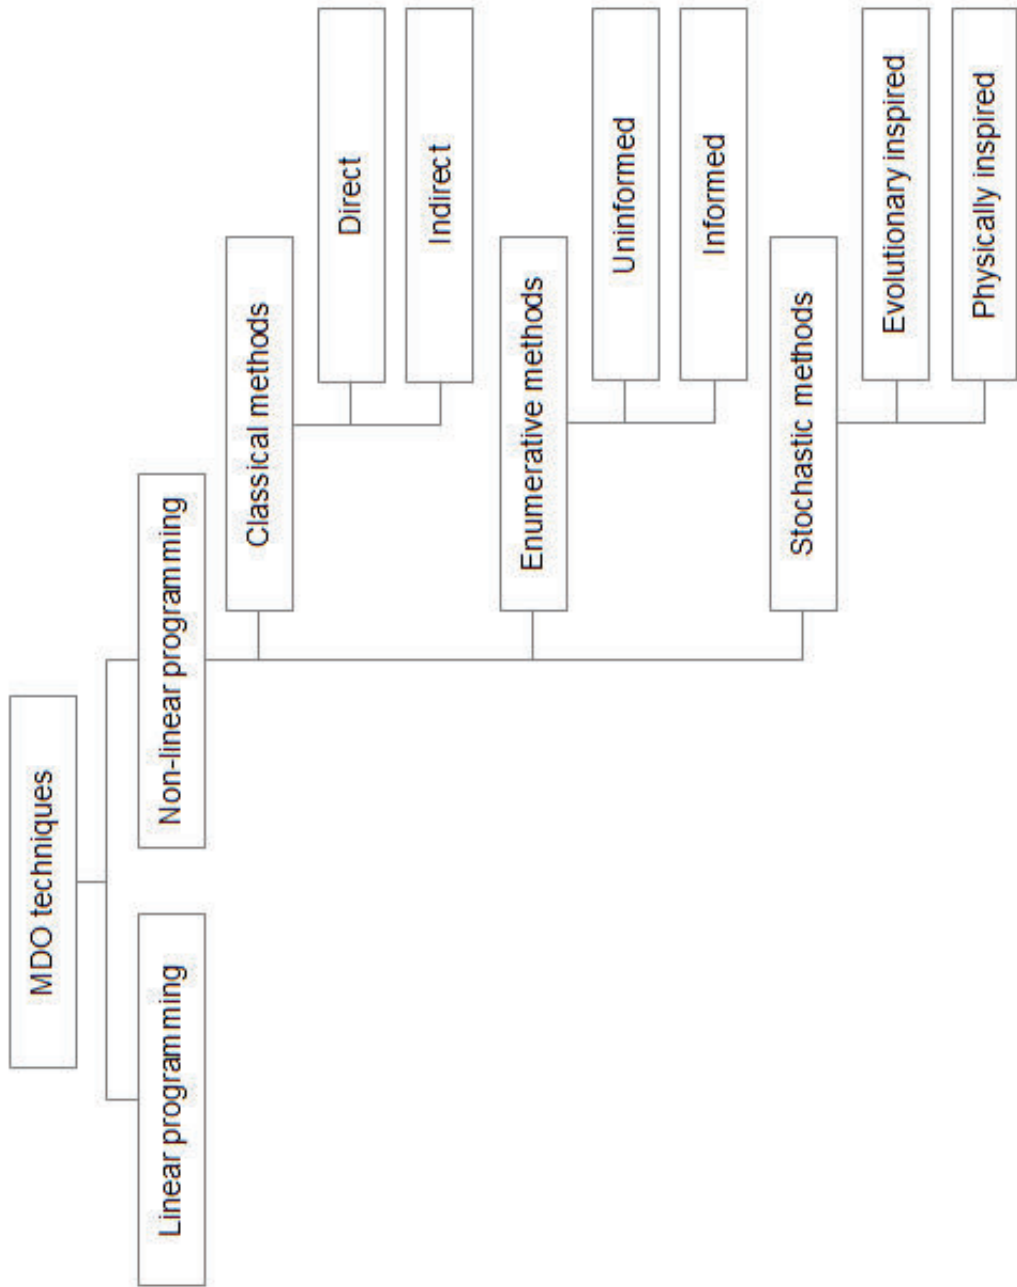 MDO techniques
Linear programming
Non-linear programming
Classical methods
Direct
Indirect
Enumerative methods
Uninformed
Informed
Stochastic methods
Evolutionary inspired
Physically inspired